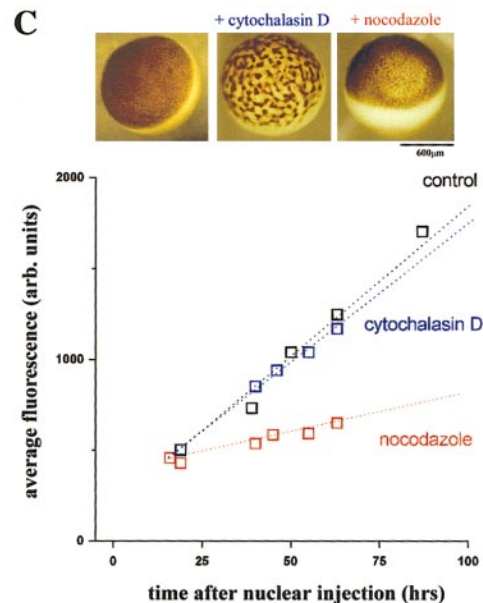 C
+ cytochalasin D
+ nocodazole
600μm
2000
control
cytochalasin D
1000
nocodazole
0
0
25
50
75
100
average fluorescence (arb. units)
time after nuclear injection (hrs)